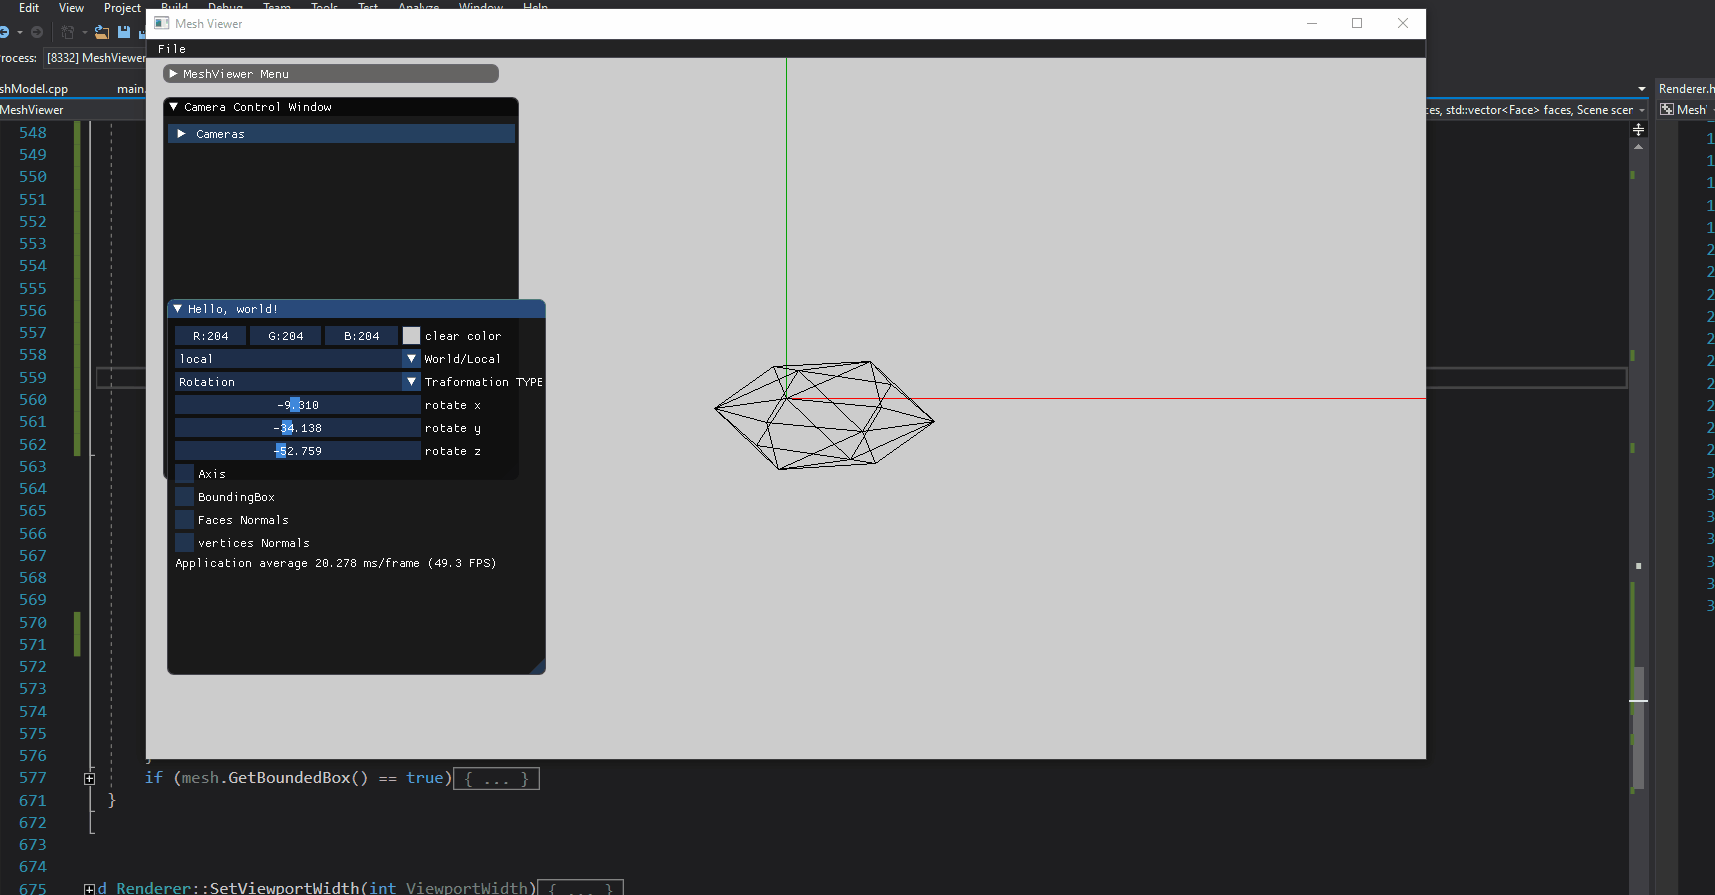 Edit View Project Build Debug Team Tools Test Analyze Window Help
Mesh Viewer
rocess: [8332] MeshViewer
File
MeshViewer Menu
shModel.cpp main. Renderer.h
Camera Control Window
MeshViewer ces, std::vector<Face> faces, Scene scer Mesh
Cameras
548
549
550
551
552
553
554
555
556
Hello, world!
557
R:204 G:204 B:204 clear color
558
local World/Local
559
Rotation Traformation TYPE
560
-9.310 rotate x
561
-34.138 rotate y
562
-52.759 rotate z
563
Axis
564
BoundingBox
565
Faces Normals
566
vertices Normals
567
Application average 20.278 ms/frame (49.3 FPS)
568
569
570
571
572
573
574
575
576
577 if (mesh.GetBoundedBox() == true){ ... }
671 }
672
673
674
675 d Renderer::SetViewportWidth(int ViewportWidth){ ... }